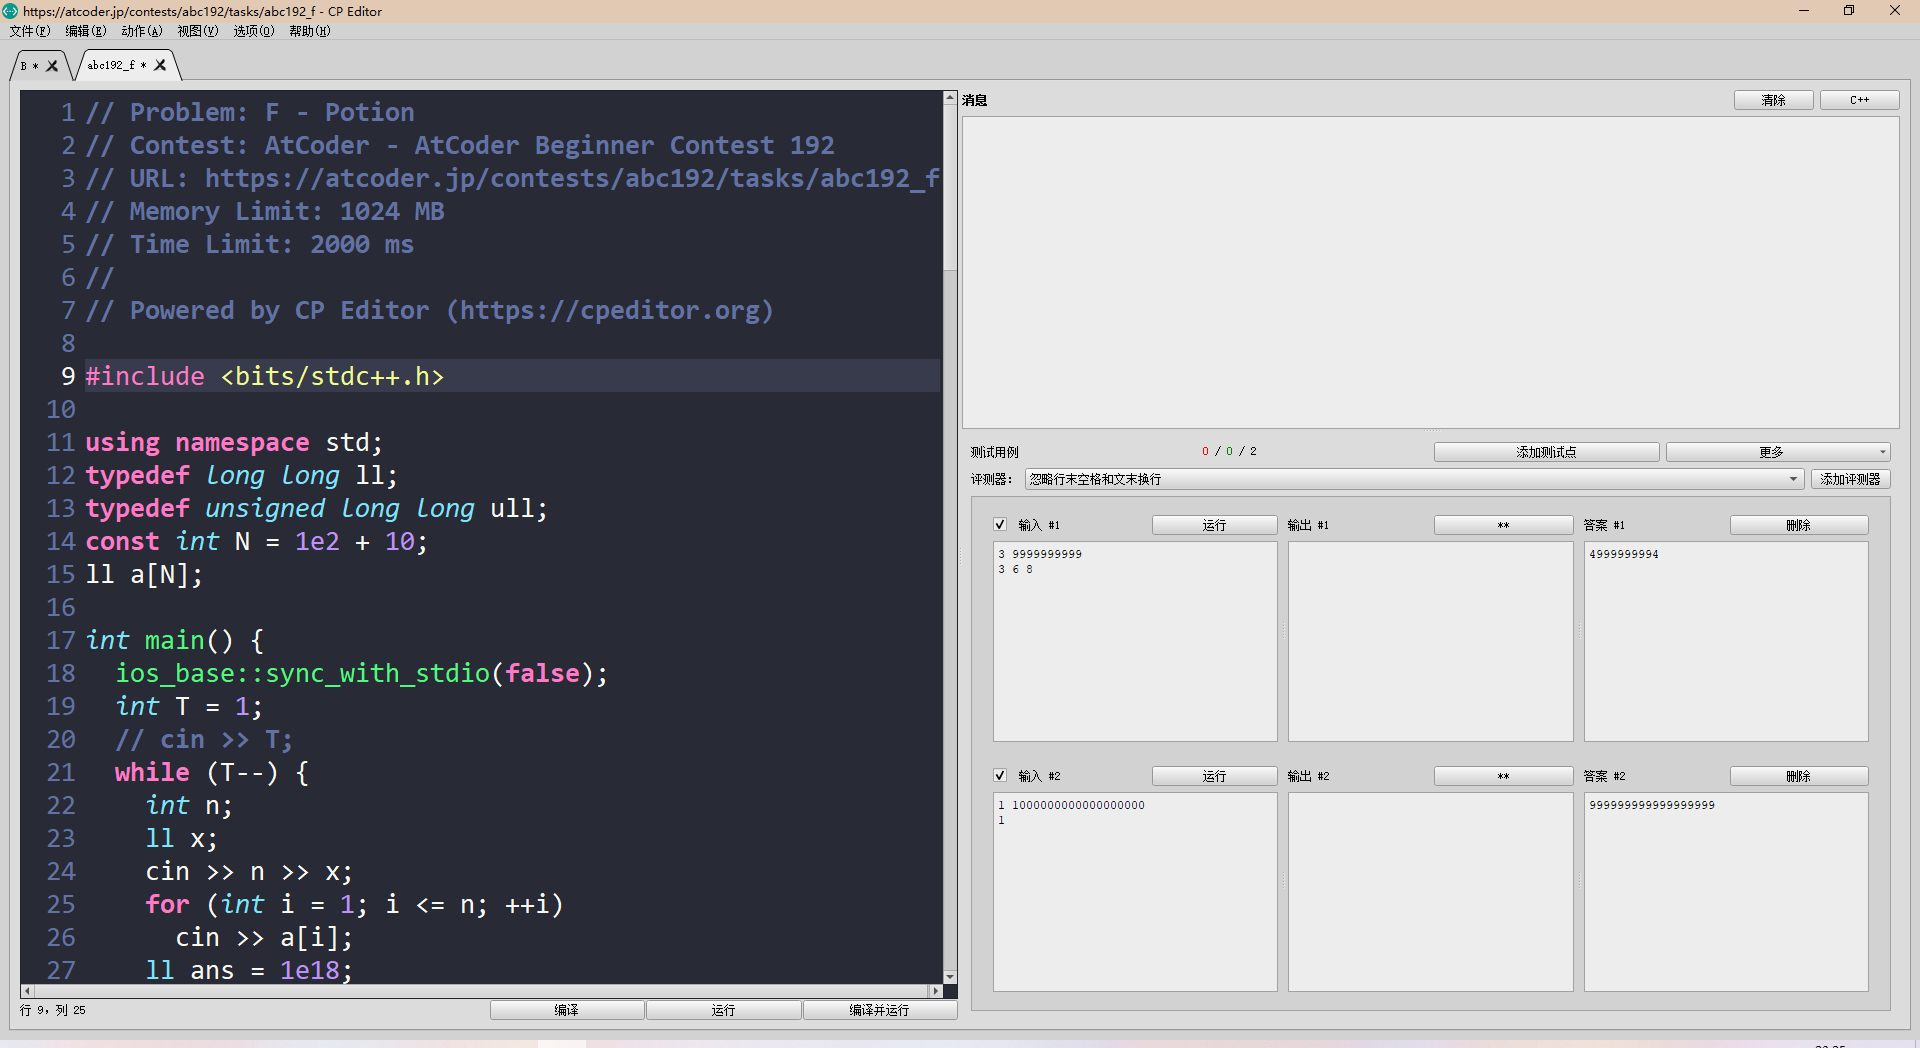 https://atcoder.jp/contests/abc192/tasks/abc192_f - CP Editor
文件(F) 编辑(E) 动作(A) 视图(V) 选项(O) 帮助(H)
B *
abc192_f *
1 // Problem: F - Potion
2 // Contest: AtCoder - AtCoder Beginner Contest 192
3 // URL: https://atcoder.jp/contests/abc192/tasks/abc192_f
4 // Memory Limit: 1024 MB
5 // Time Limit: 2000 ms
6 //
7 // Powered by CP Editor (https://cpeditor.org)
8
9 #include <bits/stdc++.h>
10
11 using namespace std;
12 typedef long long ll;
13 typedef unsigned long long ull;
14 const int N = 1e2 + 10;
15 ll a[N];
16
17 int main() {
18   ios_base::sync_with_stdio(false);
19   int T = 1;
20   // cin >> T;
21   while (T--) {
22     int n;
23     ll x;
24     cin >> n >> x;
25     for (int i = 1; i <= n; ++i)
26       cin >> a[i];
27     ll ans = 1e18;
行 9, 列 25
编译 运行 编译并运行
消息 清除 C++
测试用例 0 / 0 / 2 添加测试点 更多
评测器: 忽略行末空格和文末换行 添加评测器
输入 #1 运行 输出 #1 ** 答案 #1 删除
3 9999999999
3 6 8
4999999994
输入 #2 运行 输出 #2 ** 答案 #2 删除
1 1000000000000000000
1
999999999999999999